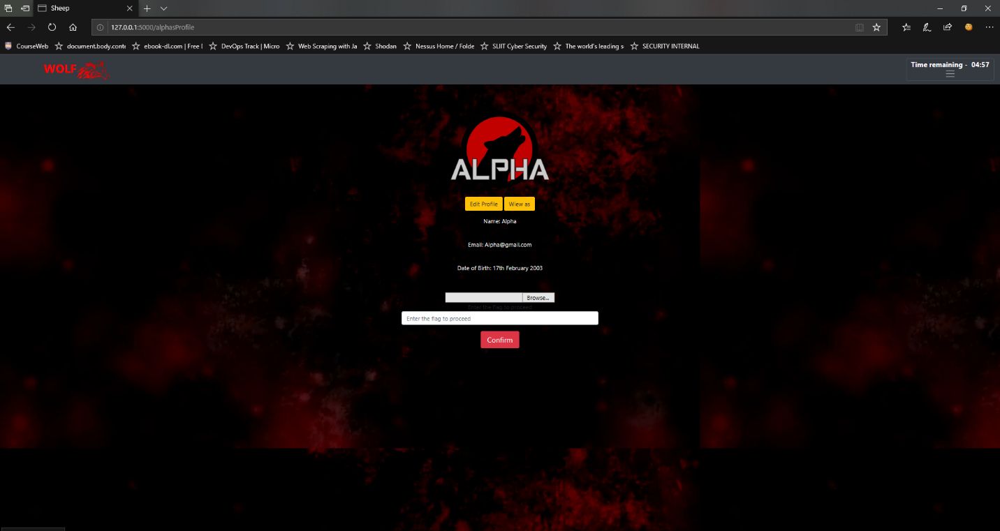 Sheep
127.0.0.1:5000/alphasProfile
CourseWeb document.body.conte ebook-dl.com | Free I DevOps Track | Micro Web Scraping with Ja Shodan Nessus Home / Folde SLIIT Cyber Security The world's leading s SECURITY INTERNAL
WOLF Time remaining - 04:57
ALPHA
Edit Profile Wiew as
Name: Alpha
Email: Alpha@gmail.com
Date of Birth: 17th February 2003
Browse...
Enter the flag to proceed
Enter the flag to proceed
Confirm